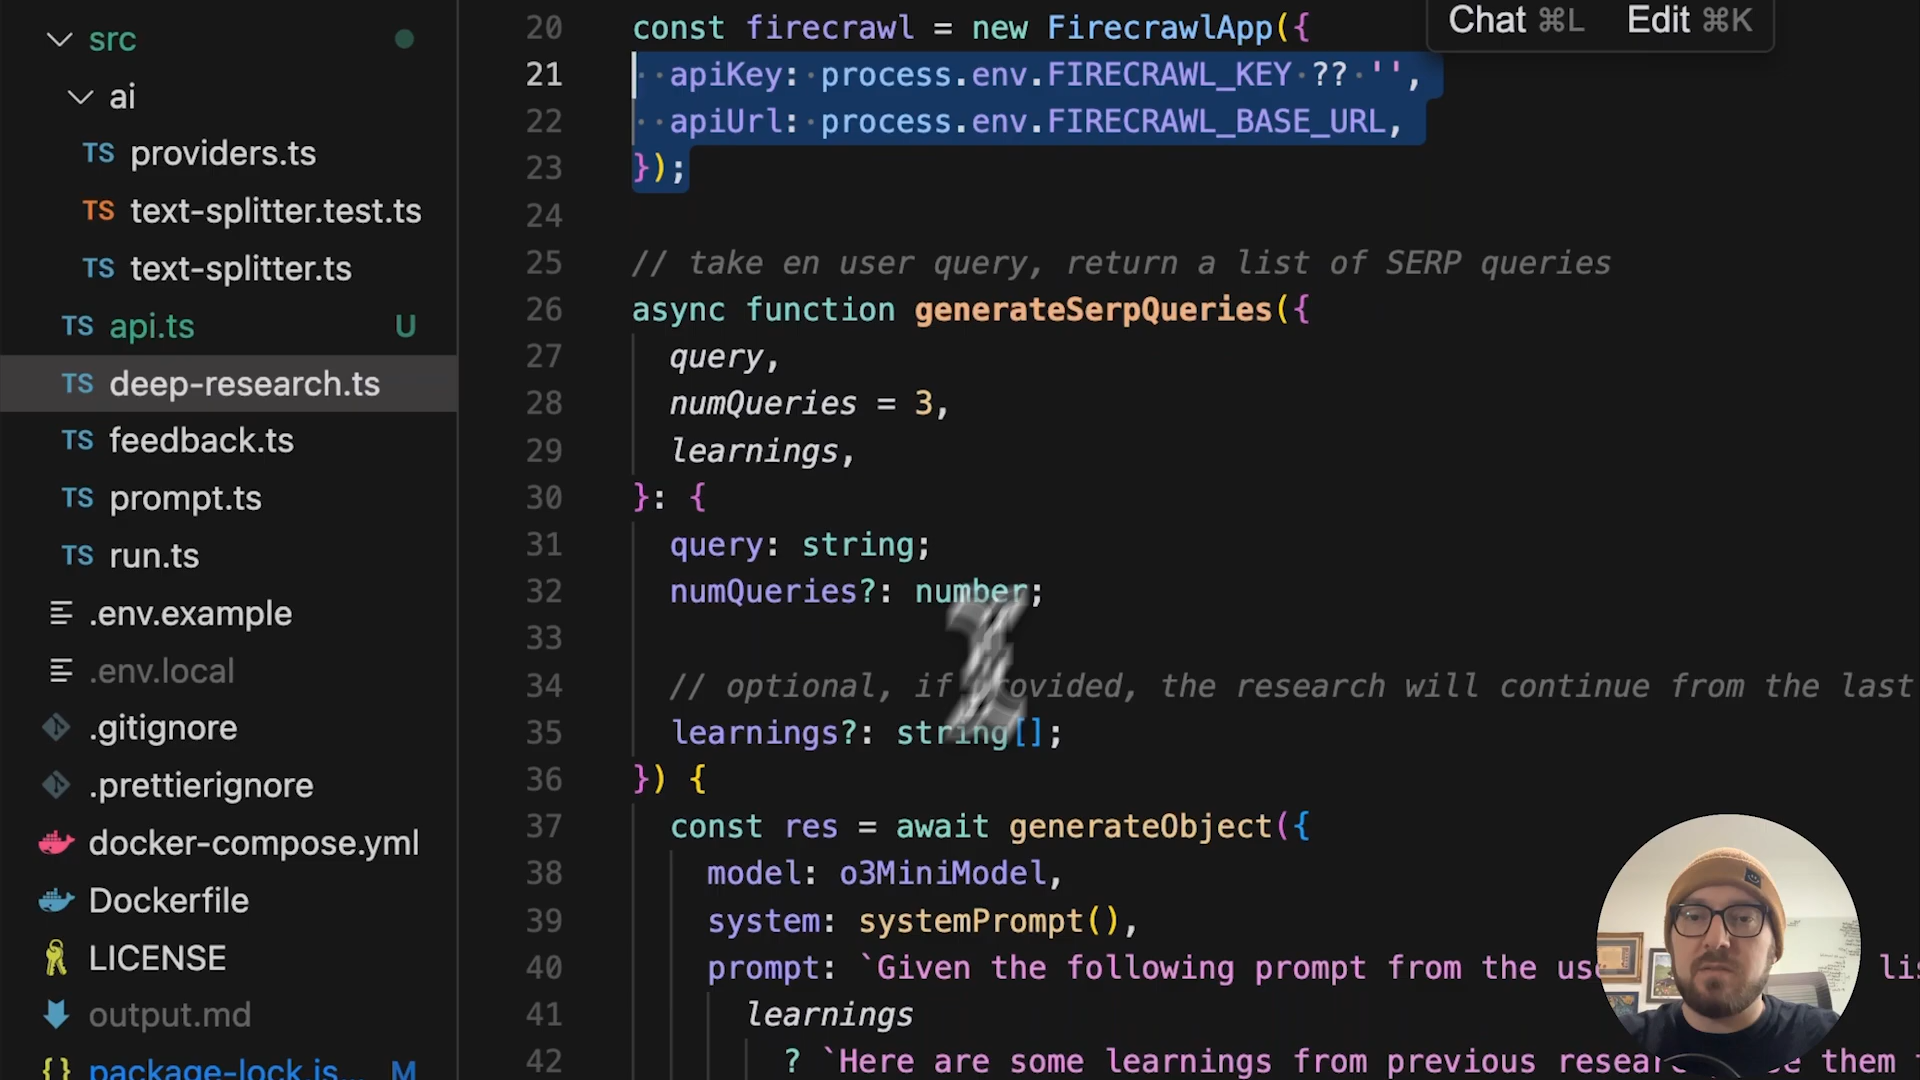 src
ai
TS providers.ts
TS text-splitter.test.ts
TS text-splitter.ts
TS api.ts U
TS deep-research.ts
TS feedback.ts
TS prompt.ts
TS run.ts
.env.example
.env.local
.gitignore
.prettierignore
docker-compose.yml
Dockerfile
LICENSE
output.md
{} package-lock.js... M
Chat ⌘L Edit ⌘K
20 const firecrawl = new FirecrawlApp({
21 apiKey: process.env.FIRECRAWL_KEY ?? '',
22 apiUrl: process.env.FIRECRAWL_BASE_URL,
23 });
24
25 // take en user query, return a list of SERP queries
26 async function generateSerpQueries({
27 query,
28 numQueries = 3,
29 learnings,
30 }: {
31 query: string;
32 numQueries?: number;
33
34 // optional, if provided, the research will continue from the last
35 learnings?: string[];
36 }) {
37 const res = await generateObject({
38 model: o3MiniModel,
39 system: systemPrompt(),
40 prompt: `Given the following prompt from the
41 learnings
42 ? `Here are some learnings from previous them